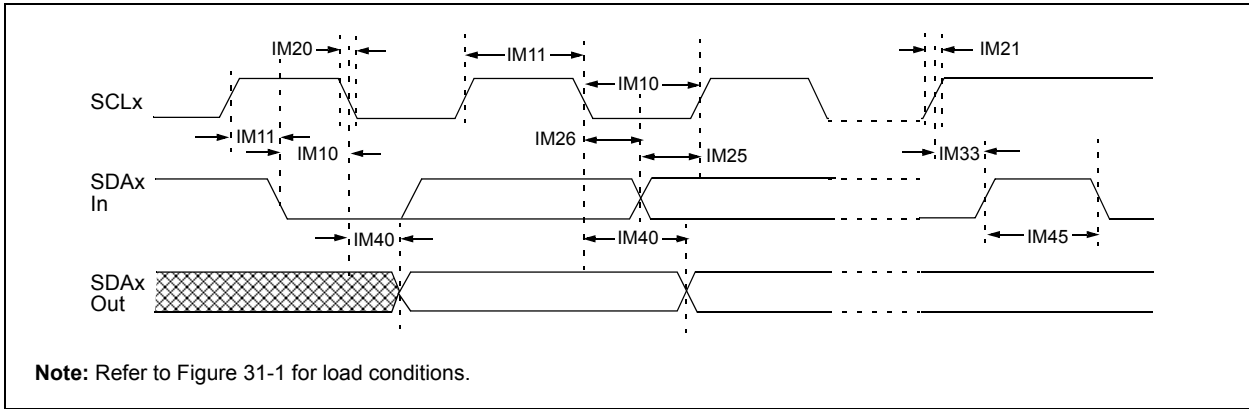 IM20
IM11
IM21
IM10
SCLx
IM11
IM26
IM10
IM25
IM33
SDAx
In
IM40
IM40
IM45
SDAx
Out
Note: Refer to Figure 31-1 for load conditions.